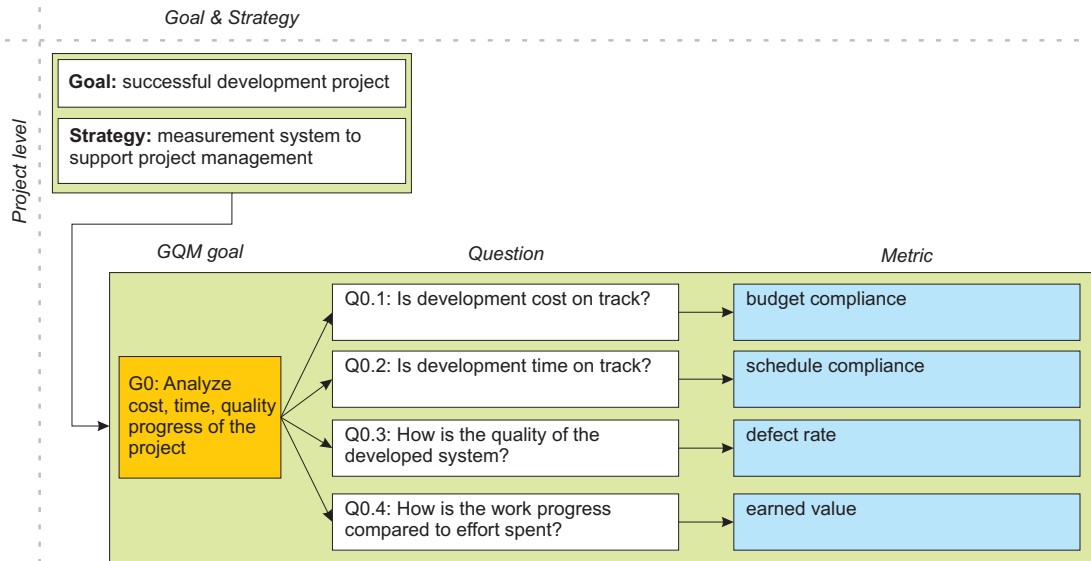 Goal & Strategy
Project level
Goal: successful development project
Strategy: measurement system to
support project management
GQM goal
Question
Metric
G0: Analyze
cost, time, quality
progress of the
project
Q0.1: Is development cost on track?
budget compliance
Q0.2: Is development time on track?
schedule compliance
Q0.3: How is the quality of the
developed system?
defect rate
Q0.4: How is the work progress
compared to effort spent?
earned value